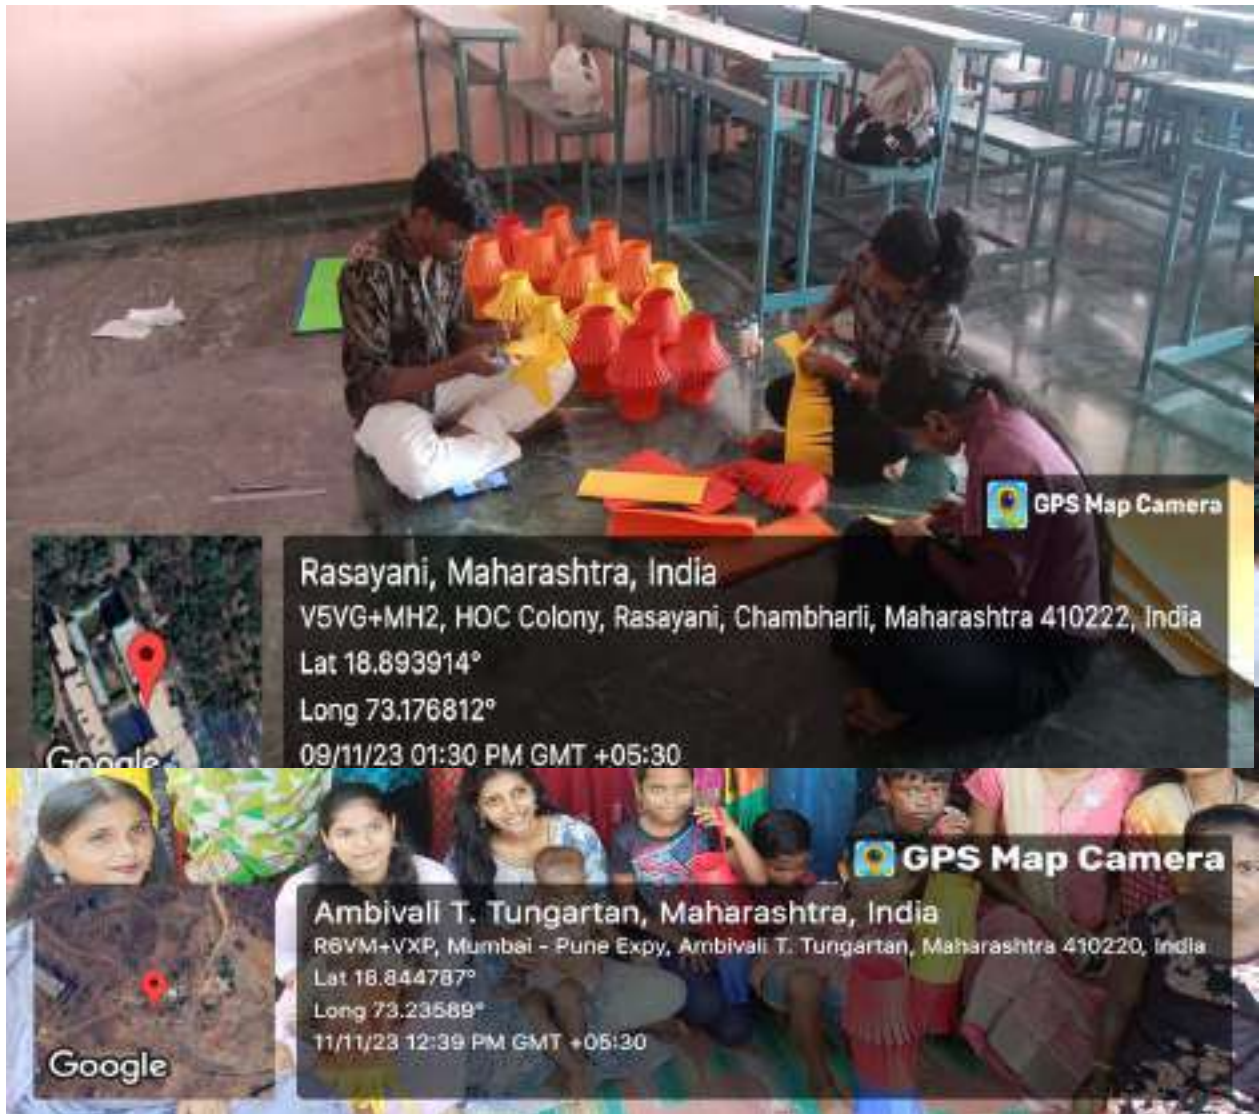 GPS Map Camera
Rasayani, Maharashtra, India
V5VG+MH2, HOC Colony, Rasayani, Chambharli, Maharashtra 410222, India
Lat 18.893914°
Long 73.176812°
09/11/23 01:30 PM GMT +05:30
Google
GPS Map Camera
Ambivali T. Tungartan, Maharashtra, India
R6VM+VXP, Mumbai - Pune Expy, Ambivali T. Tungartan, Maharashtra 410220, India
Lat 18.844787°
Long 73.23589°
11/11/23 12:39 PM GMT +05:30
Google